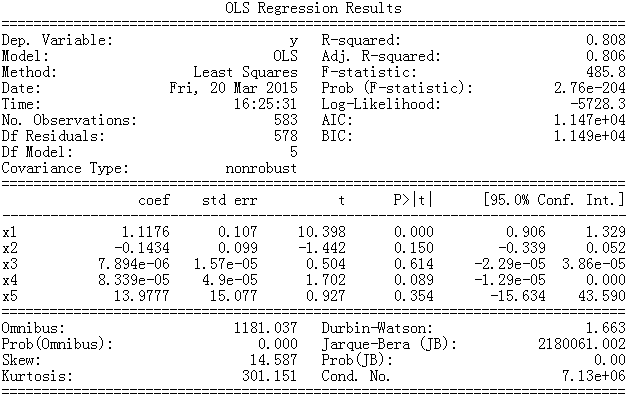 OLS Regression Results
==============================================================================
Dep. Variable: y R-squared: 0.808
Model: OLS Adj. R-squared: 0.806
Method: Least Squares F-statistic: 485.8
Date: Fri, 20 Mar 2015 Prob (F-statistic): 2.76e-204
Time: 16:25:31 Log-Likelihood: -5728.3
No. Observations: 583 AIC: 1.147e+04
Df Residuals: 578 BIC: 1.149e+04
Df Model: 5
Covariance Type: nonrobust
==============================================================================
coef std err t P>|t| [95.0% Conf. Int.]
------------------------------------------------------------------------------
x1 1.1176 0.107 10.398 0.000 0.906 1.329
x2 -0.1434 0.099 -1.442 0.150 -0.339 0.052
x3 7.894e-06 1.57e-05 0.504 0.614 -2.29e-05 3.86e-05
x4 8.339e-05 4.9e-05 1.702 0.089 -1.29e-05 0.000
x5 13.9777 15.077 0.927 0.354 -15.634 43.590
==============================================================================
Omnibus: 1181.037 Durbin-Watson: 1.663
Prob(Omnibus): 0.000 Jarque-Bera (JB): 2180061.002
Skew: 14.587 Prob(JB): 0.00
Kurtosis: 301.151 Cond. No. 7.13e+06
==============================================================================